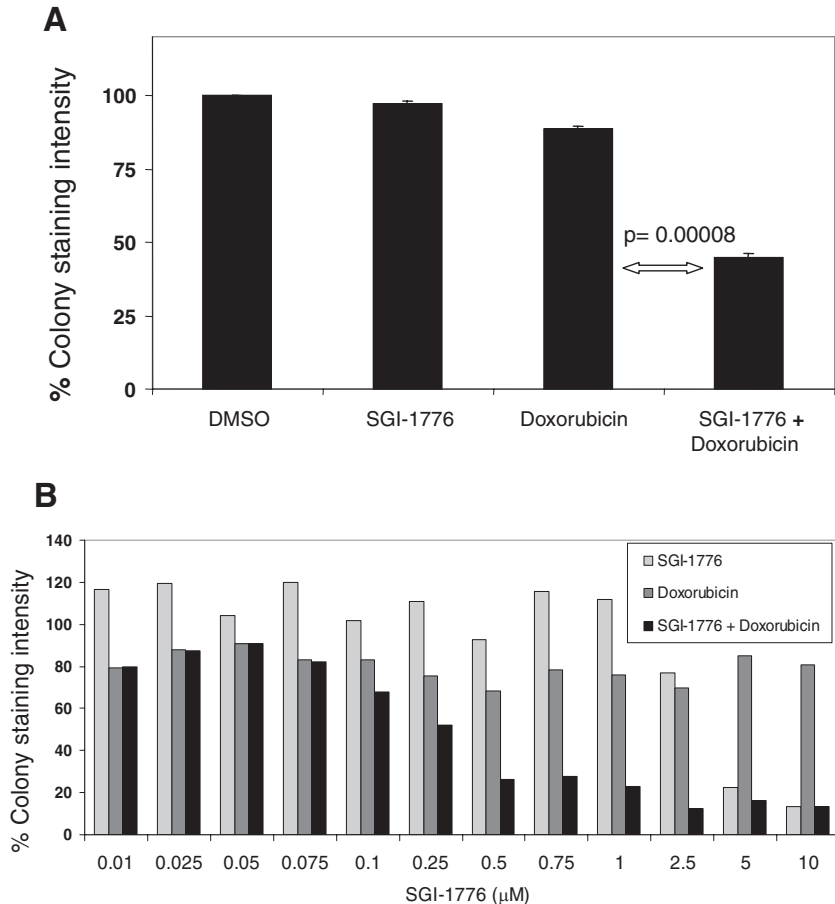 A
% Colony staining intensity
100
75
50
25
0
p= 0.00008
DMSO
SGI-1776
Doxorubicin
SGI-1776 +
Doxorubicin
B
% Colony staining intensity
140
120
100
80
60
40
20
0
SGI-1776
Doxorubicin
SGI-1776 + Doxorubicin
0.01 0.025 0.05 0.075 0.1 0.25 0.5 0.75 1 2.5 5 10
SGI-1776 (μM)